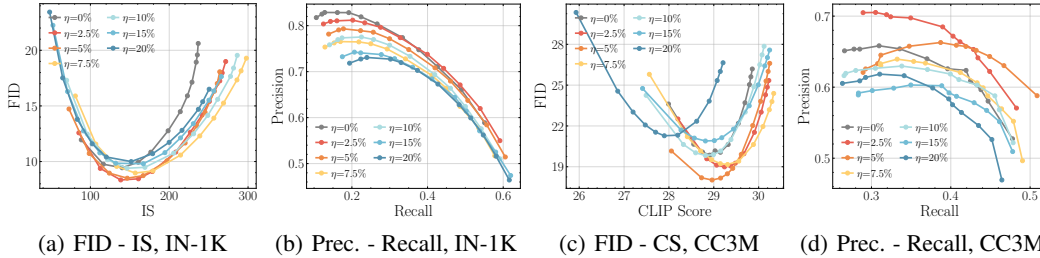 20
15
10
FID
100
200
300
IS
η=0%
η=2.5%
η=5%
η=7.5%
η=10%
η=15%
η=20%
(a) FID - IS, IN-1K
0.8
0.7
0.6
0.5
Precision
0.2
0.4
0.6
Recall
η=0%
η=2.5%
η=5%
η=7.5%
η=10%
η=15%
η=20%
(b) Prec. - Recall, IN-1K
29
27
25
23
21
19
FID
26
27
28
29
30
CLIP Score
η=0%
η=2.5%
η=5%
η=7.5%
η=10%
η=15%
η=20%
(c) FID - CS, CC3M
0.7
0.6
0.5
Precision
0.3
0.4
0.5
Recall
η=0%
η=2.5%
η=5%
η=7.5%
η=10%
η=15%
η=20%
(d) Prec. - Recall, CC3M